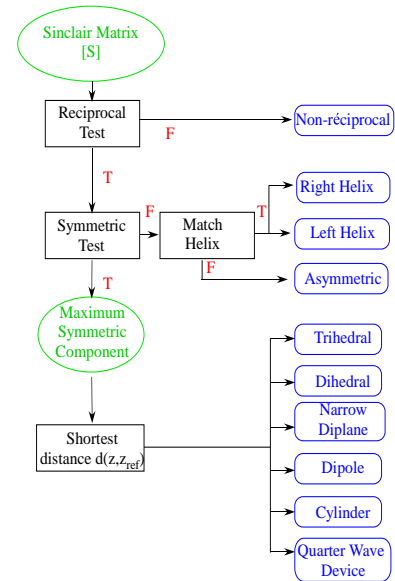 Sinclair Matrix
[S]
Reciprocal
Test
F
Non-réciprocal
T
Right Helix
Symmetric
Test
F
Match
Helix
T
Left Helix
F
Asymmetric
T
Maximum
Symmetric
Component
Trihedral
Dihedral
Narrow
Diplane
Shortest
distance d(z,z_ref)
Dipole
Cylinder
Quarter Wave
Device